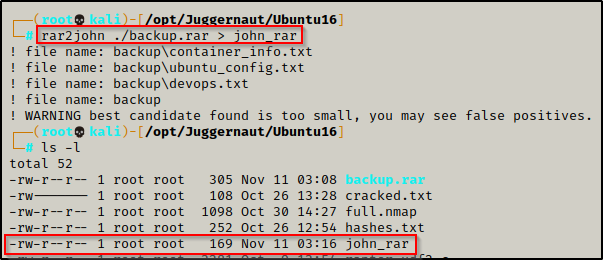 (root💀kali)-[/opt/Juggernaut/Ubuntu16]
# rar2john ./backup.rar > john_rar
! file name: backup\container_info.txt
! file name: backup\ubuntu_config.txt
! file name: backup\devops.txt
! file name: backup
! WARNING best candidate found is too small, you may see false positives.
(root💀kali)-[/opt/Juggernaut/Ubuntu16]
# ls -l
total 52
-rw-r--r-- 1 root root 305 Nov 11 03:08 backup.rar
-rw------- 1 root root 108 Oct 26 13:28 cracked.txt
-rw-r--r-- 1 root root 1098 Oct 30 14:27 full.nmap
-rw-r--r-- 1 root root 252 Oct 26 12:54 hashes.txt
-rw-r--r-- 1 root root 169 Nov 11 03:16 john_rar